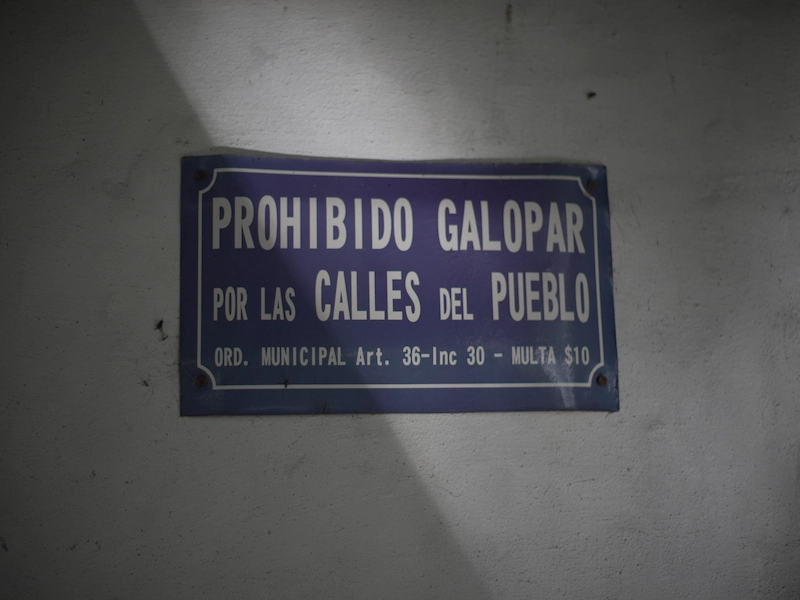 PROHIBIDO GALOPAR
POR LAS CALLES DEL PUEBLO
ORD. MUNICIPAL Art. 36-Inc 30 - MULTA $10